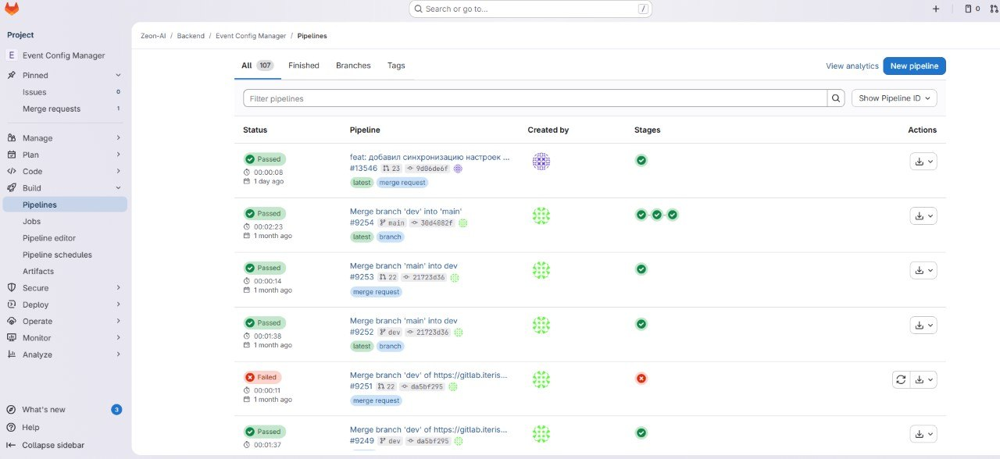 Search or go to...
/
0
Project
E Event Config Manager
Pinned
Issues 0
Merge requests 1
Manage
Plan
Code
Build
Pipelines
Jobs
Pipeline editor
Pipeline schedules
Artifacts
Secure
Deploy
Operate
Monitor
Analyze
What's new 3
Help
Collapse sidebar
Zeon-AI / Backend / Event Config Manager / Pipelines
All 107 Finished Branches Tags
View analytics New pipeline
Filter pipelines
Show Pipeline ID
Status Pipeline Created by Stages Actions
Passed
00:00:08
1 day ago
feat: добавил синхронизацию настроек ...
#13546 23 9d06de6f
latest merge request
Passed
00:02:23
1 month ago
Merge branch 'dev' into 'main'
#9254 main 30d4082f
latest branch
Passed
00:00:14
1 month ago
Merge branch 'main' into dev
#9253 22 21723d36
merge request
Passed
00:01:38
1 month ago
Merge branch 'main' into dev
#9252 dev 21723d36
latest branch
Failed
00:00:11
1 month ago
Merge branch 'dev' of https://gitlab.iteris...
#9251 22 da5bf295
merge request
Passed
00:01:37
Merge branch 'dev' of https://gitlab.iteris...
#9249 dev da5bf295